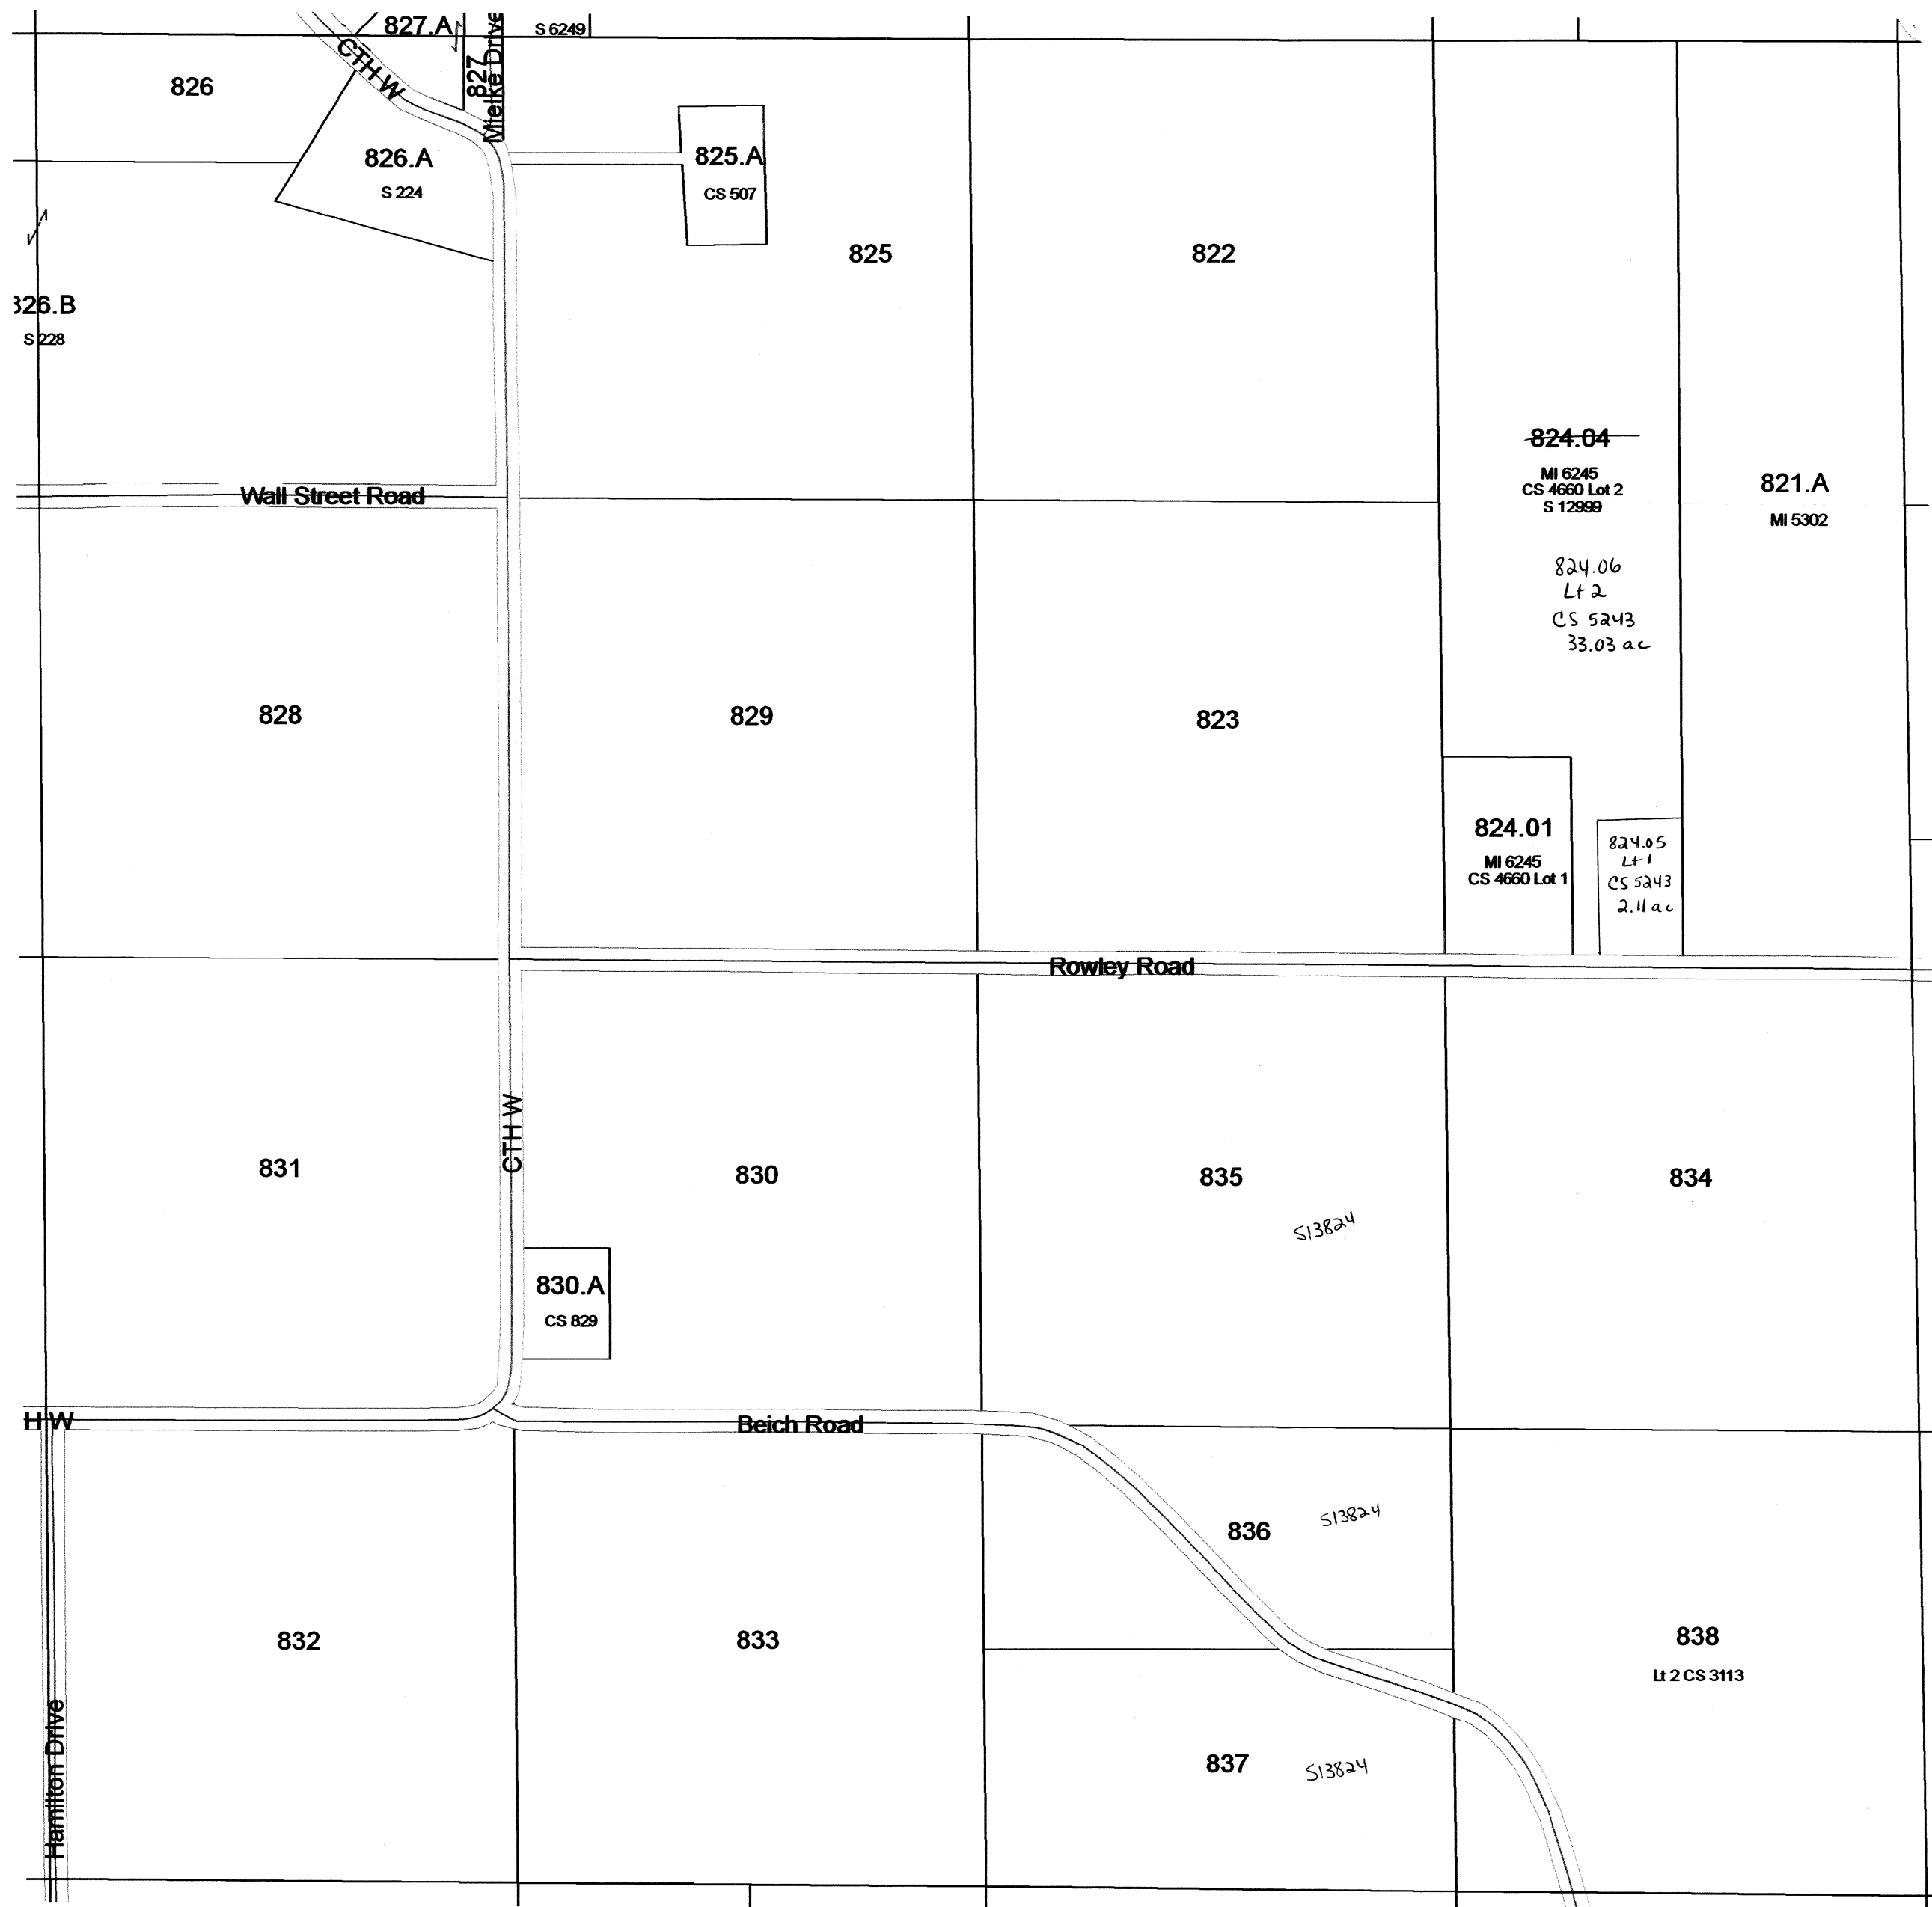 827.A
S 6249
Mielke Drive
827
CTH W
826
826.A
S 224
825.A
CS 507
825
822
326.B
S 228
824.04
MI 6245
CS 4660 Lot 2
S 12999
821.A
MI 5302
Wall Street Road
824.06
Lt 2
CS 5243
33.03 ac
828
829
823
824.01
MI 6245
CS 4660 Lot 1
824.05
Lt 1
CS 5243
2.11 ac
Rowley Road
CTH W
831
830
835
834
S13824
830.A
CS 829
H W
Beich Road
836
S13824
832
833
838
Lt 2 CS 3113
Hamilton Drive
837
S13824